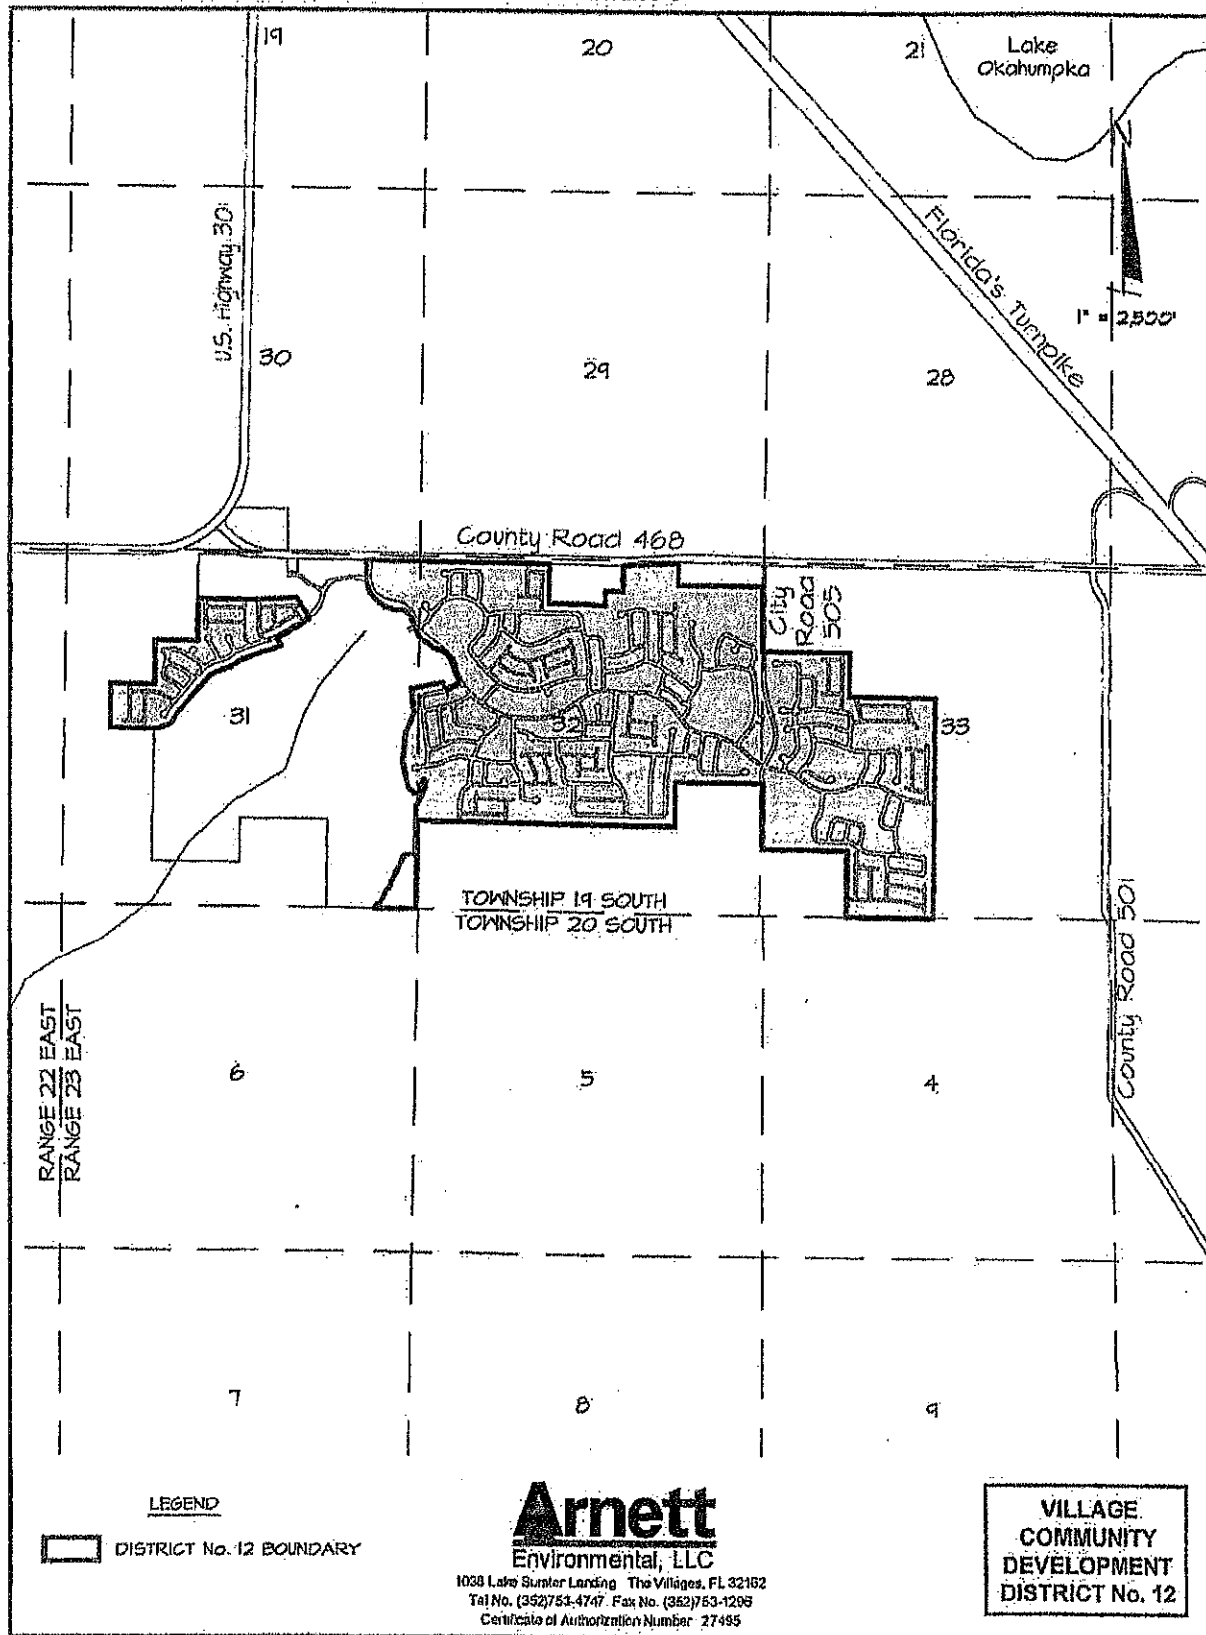 19
20
21
Lake
Okahumpka
U.S. Highway 301
Florida's Turnpike
1" = 2,500'
30
29
28
County Road 468
City
Road
505
31
32
33
TOWNSHIP 19 SOUTH
TOWNSHIP 20 SOUTH
County Road 501
RANGE 22 EAST
RANGE 23 EAST
6
5
4
7
8
9
LEGEND
DISTRICT No. 12 BOUNDARY
Arnett
Environmental, LLC
1038 Lake Sumter Landing The Villages, FL 32162
Tel No. (352)753-4747 Fax No. (352)753-1296
Certificate of Authorization Number 27495
VILLAGE
COMMUNITY
DEVELOPMENT
DISTRICT No. 12